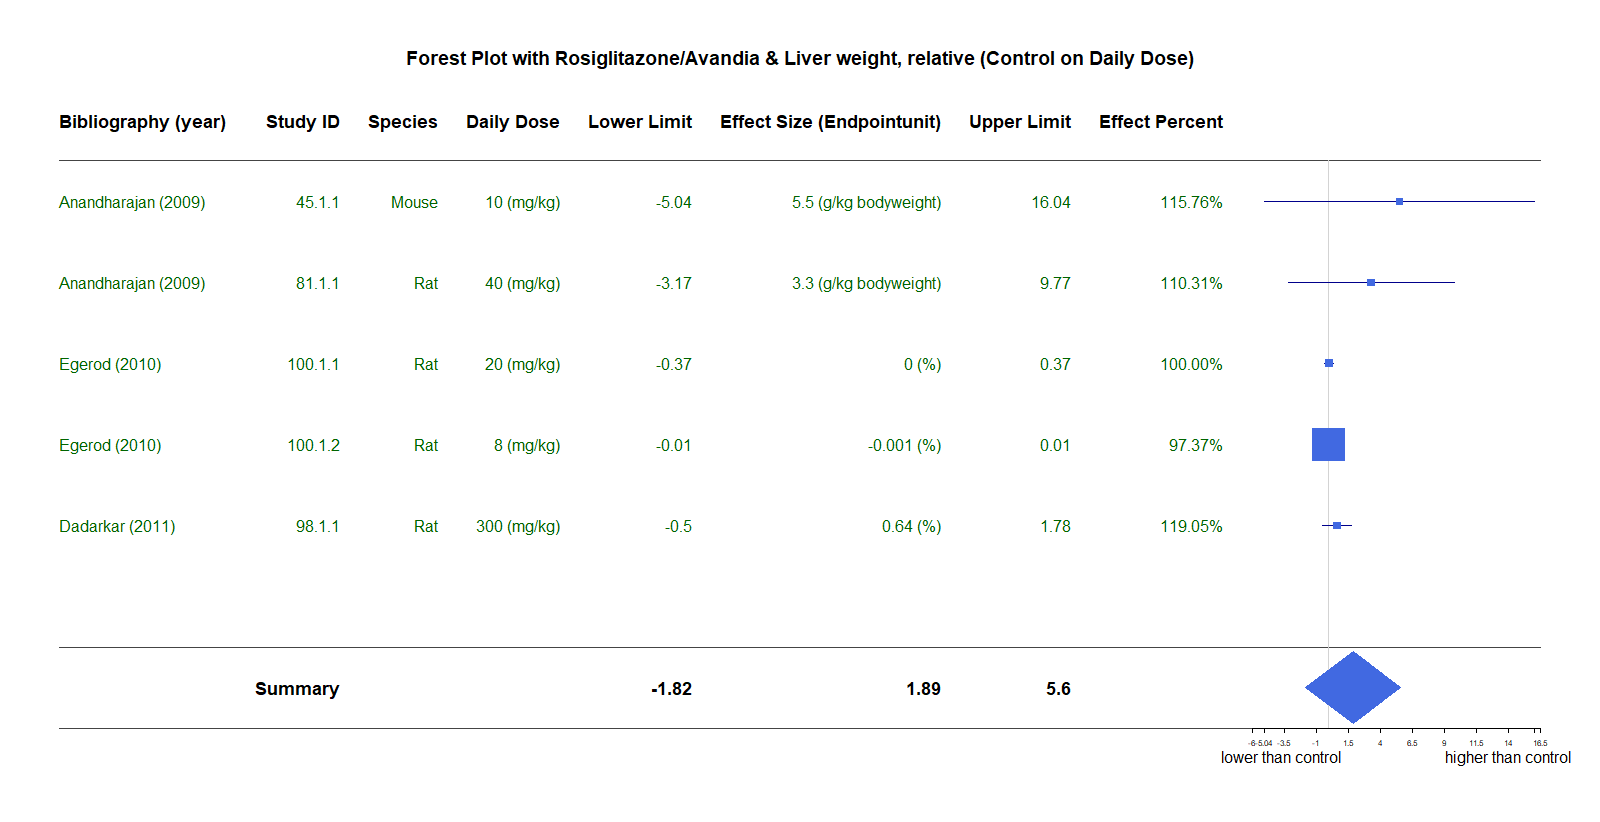 Forest Plot with Rosiglitazone/Avandia & Liver weight, relative (Control on Daily Dose)
Bibliography (year) Study ID Species Daily Dose Lower Limit Effect Size (Endpointunit) Upper Limit Effect Percent
Anandharajan (2009) 45.1.1 Mouse 10 (mg/kg) -5.04 5.5 (g/kg bodyweight) 16.04 115.76%
Anandharajan (2009) 81.1.1 Rat 40 (mg/kg) -3.17 3.3 (g/kg bodyweight) 9.77 110.31%
Egerod (2010) 100.1.1 Rat 20 (mg/kg) -0.37 0 (%) 0.37 100.00%
Egerod (2010) 100.1.2 Rat 8 (mg/kg) -0.01 -0.001 (%) 0.01 97.37%
Dadarkar (2011) 98.1.1 Rat 300 (mg/kg) -0.5 0.64 (%) 1.78 119.05%
Summary -1.82 1.89 5.6
-6 -5.04 -3.5 -1 1.5 4 6.5 9 11.5 14 16.5
lower than control higher than control